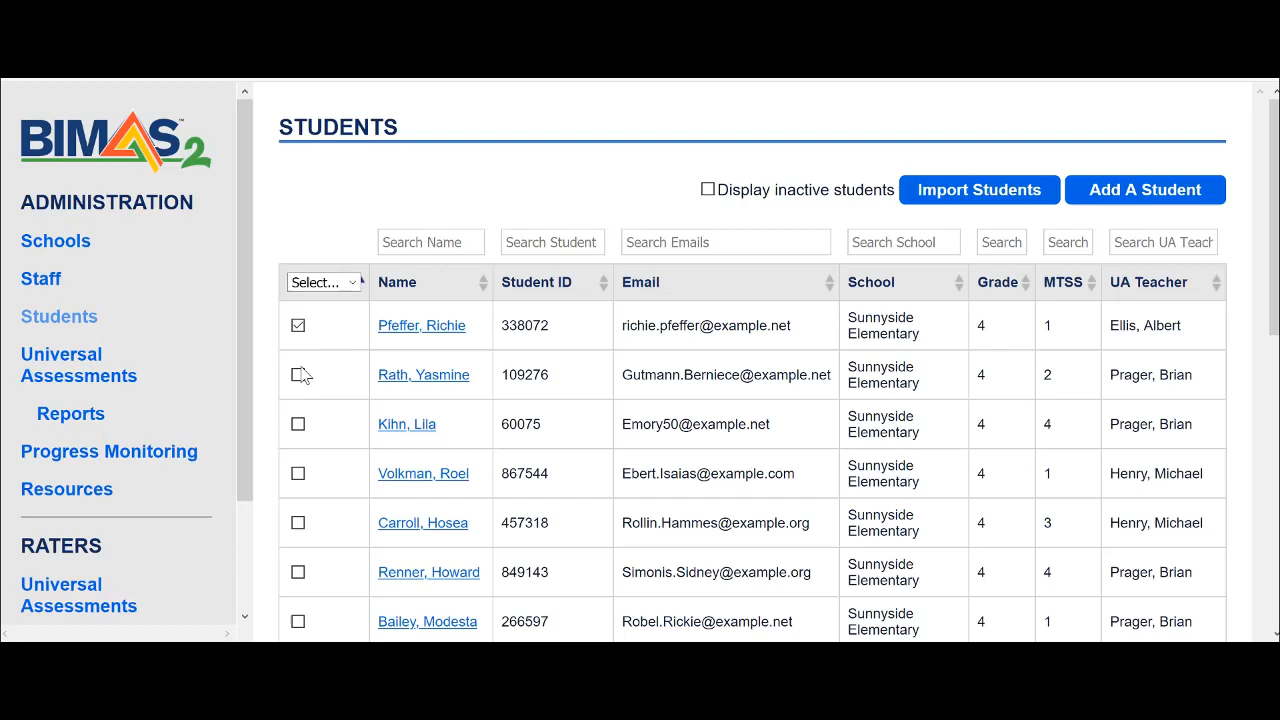 BIMAS™2
ADMINISTRATION
Schools
Staff
Students
Universal
Assessments
Reports
Progress Monitoring
Resources
RATERS
Universal
Assessments
STUDENTS
Display inactive students Import Students Add A Student
Search Name Search Student Search Emails Search School Search Search Search UA Teach
Select... Name Student ID Email School Grade MTSS UA Teacher
Pfeffer, Richie 338072 richie.pfeffer@example.net Sunnyside 4 1 Ellis, Albert
Elementary
Rath, Yasmine 109276 Gutmann.Berniece@example.net Sunnyside 4 2 Prager, Brian
Elementary
Kihn, Lila 60075 Emory50@example.net Sunnyside 4 4 Prager, Brian
Elementary
Volkman, Roel 867544 Ebert.Isaias@example.com Sunnyside 4 1 Henry, Michael
Elementary
Carroll, Hosea 457318 Rollin.Hammes@example.org Sunnyside 4 3 Henry, Michael
Elementary
Renner, Howard 849143 Simonis.Sidney@example.org Sunnyside 4 4 Prager, Brian
Elementary
Bailey, Modesta 266597 Robel.Rickie@example.net Sunnyside 4 1 Prager, Brian
Elementary